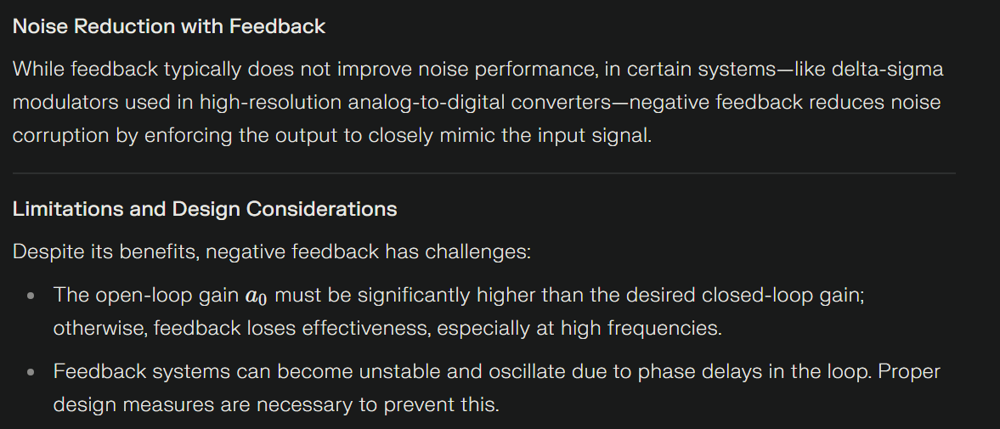 Noise Reduction with Feedback
While feedback typically does not improve noise performance, in certain systems—like delta-sigma
modulators used in high-resolution analog-to-digital converters—negative feedback reduces noise
corruption by enforcing the output to closely mimic the input signal.
Limitations and Design Considerations
Despite its benefits, negative feedback has challenges:
• The open-loop gain a₀ must be significantly higher than the desired closed-loop gain;
otherwise, feedback loses effectiveness, especially at high frequencies.
• Feedback systems can become unstable and oscillate due to phase delays in the loop. Proper
design measures are necessary to prevent this.